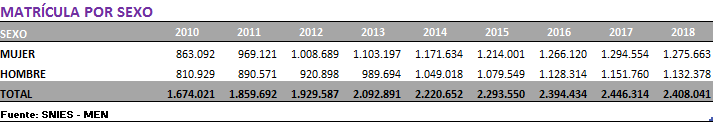 MATRÍCULA POR SEXO
SEXO 2010 2011 2012 2013 2014 2015 2016 2017 2018
MUJER 863.092 969.121 1.008.689 1.103.197 1.171.634 1.214.001 1.266.120 1.294.554 1.275.663
HOMBRE 810.929 890.571 920.898 989.694 1.049.018 1.079.549 1.128.314 1.151.760 1.132.378
TOTAL 1.674.021 1.859.692 1.929.587 2.092.891 2.220.652 2.293.550 2.394.434 2.446.314 2.408.041
Fuente: SNIES - MEN